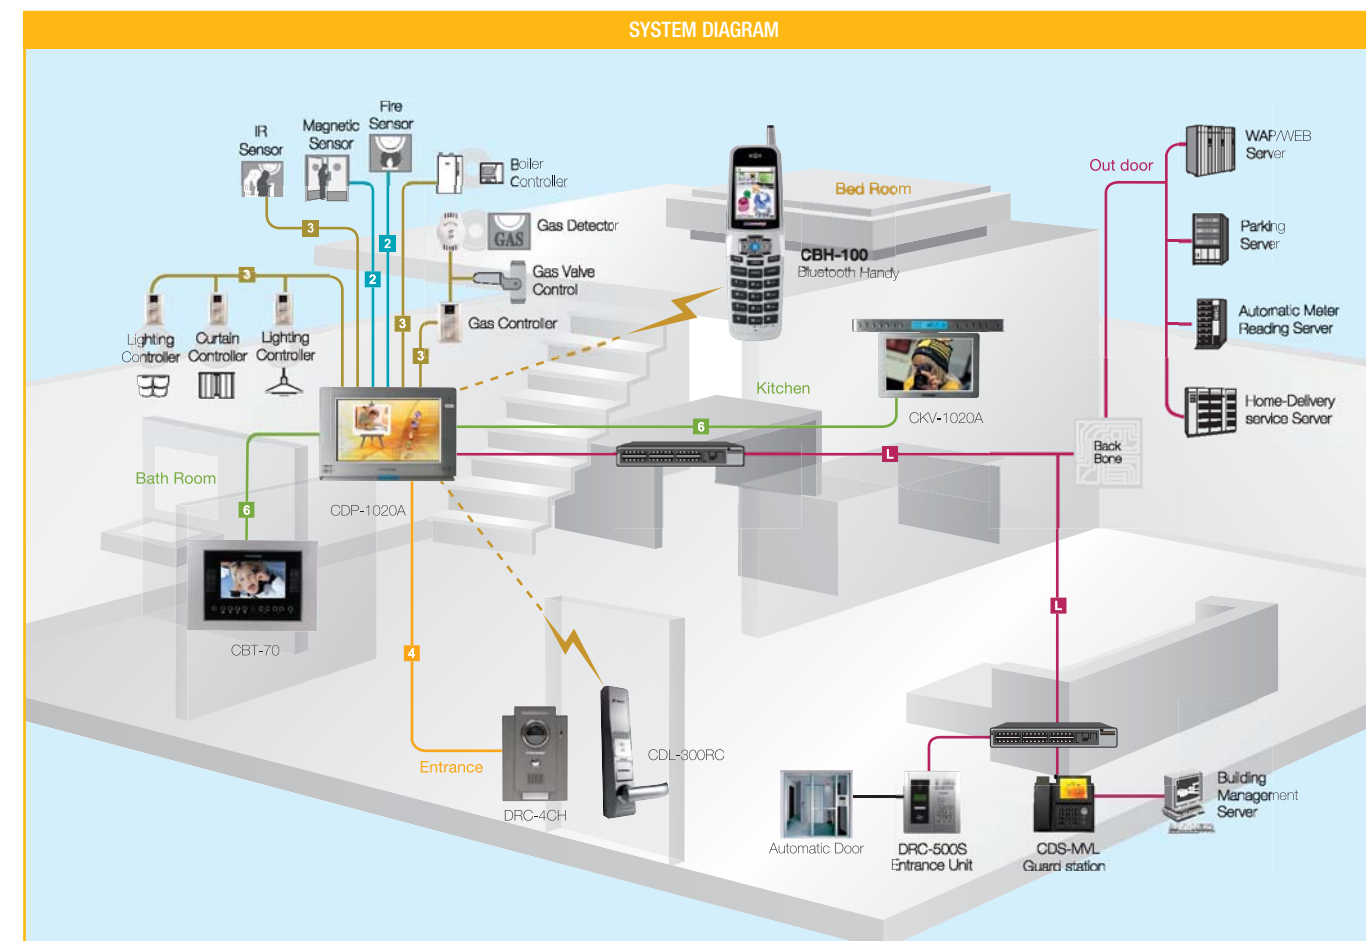 SYSTEM DIAGRAM
Fire
Sensor
Magnetic
Sensor
IR
Sensor
Boiler
Controller
Bed Room
Out door
WAP/WEB
Server
Gas Detector
GAS
3
2
2
3
3
3
Parking
Server
CBH-100
Bluetooth Handy
Gas Valve
Control
Gas Controller
Automatic Meter
Reading Server
Lighting
Controller
Curtain
Controller
Lighting
Controller
Kitchen
CKV-1020A
Home-Delivery
service Server
6
L
Back
Bone
Bath Room
CDP-1020A
6
CBT-70
4
L
Entrance
DRC-4CH
CDL-300RC
Automatic Door
DRC-500S
Entrance Unit
CDS-MVL
Guard station
Building
Management
Server